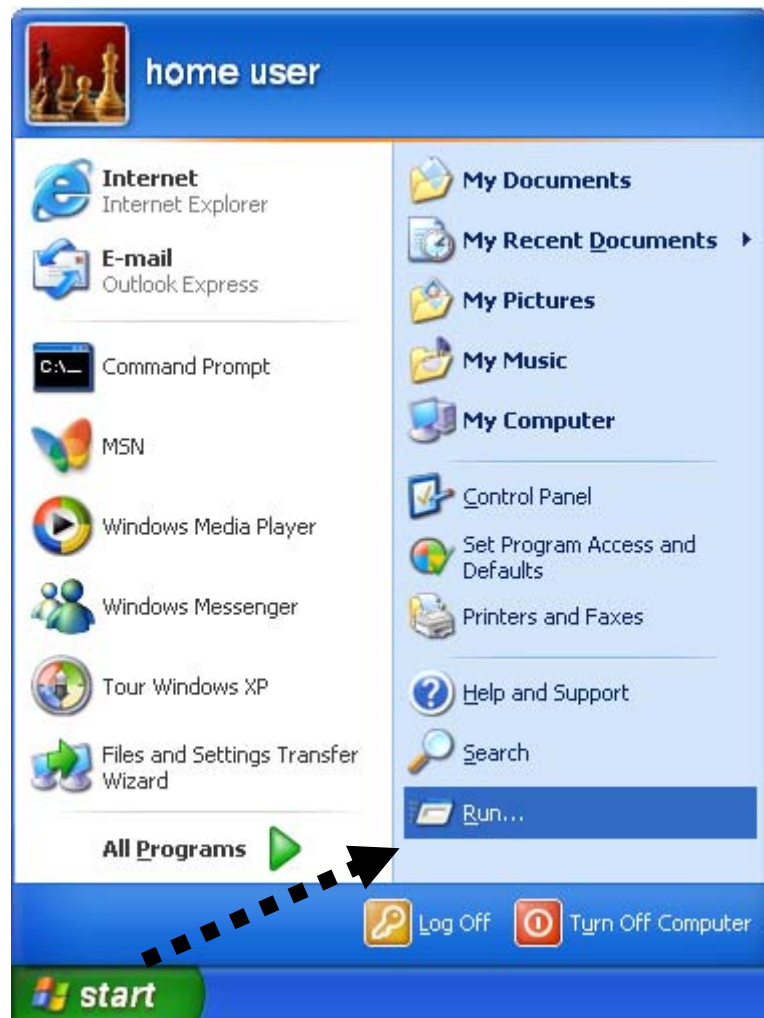 home user
Internet
Internet Explorer
E-mail
Outlook Express
C:\_
Command Prompt
MSN
Windows Media Player
Windows Messenger
Tour Windows XP
Files and Settings Transfer
Wizard
All Programs
My Documents
My Recent Documents
My Pictures
My Music
My Computer
Control Panel
Set Program Access and
Defaults
Printers and Faxes
Help and Support
Search
Run...
Log Off
Turn Off Computer
start